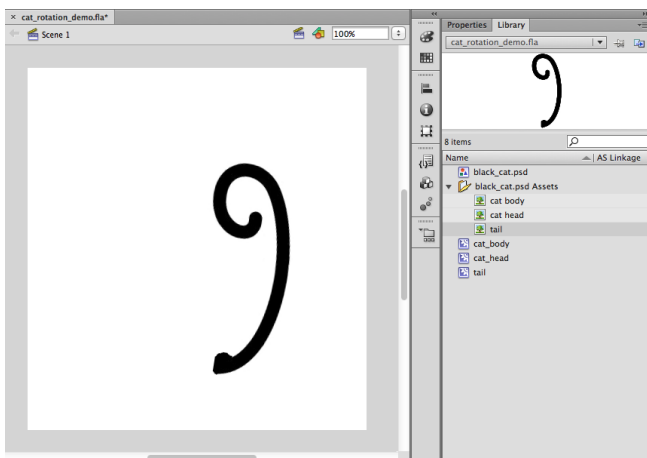 cat_rotation_demo.fla*
Scene 1
100%
Properties
Library
cat_rotation_demo.fla
8 items
Name
AS Linkage
black_cat.psd
black_cat.psd Assets
cat body
cat head
tail
cat_body
cat_head
tail